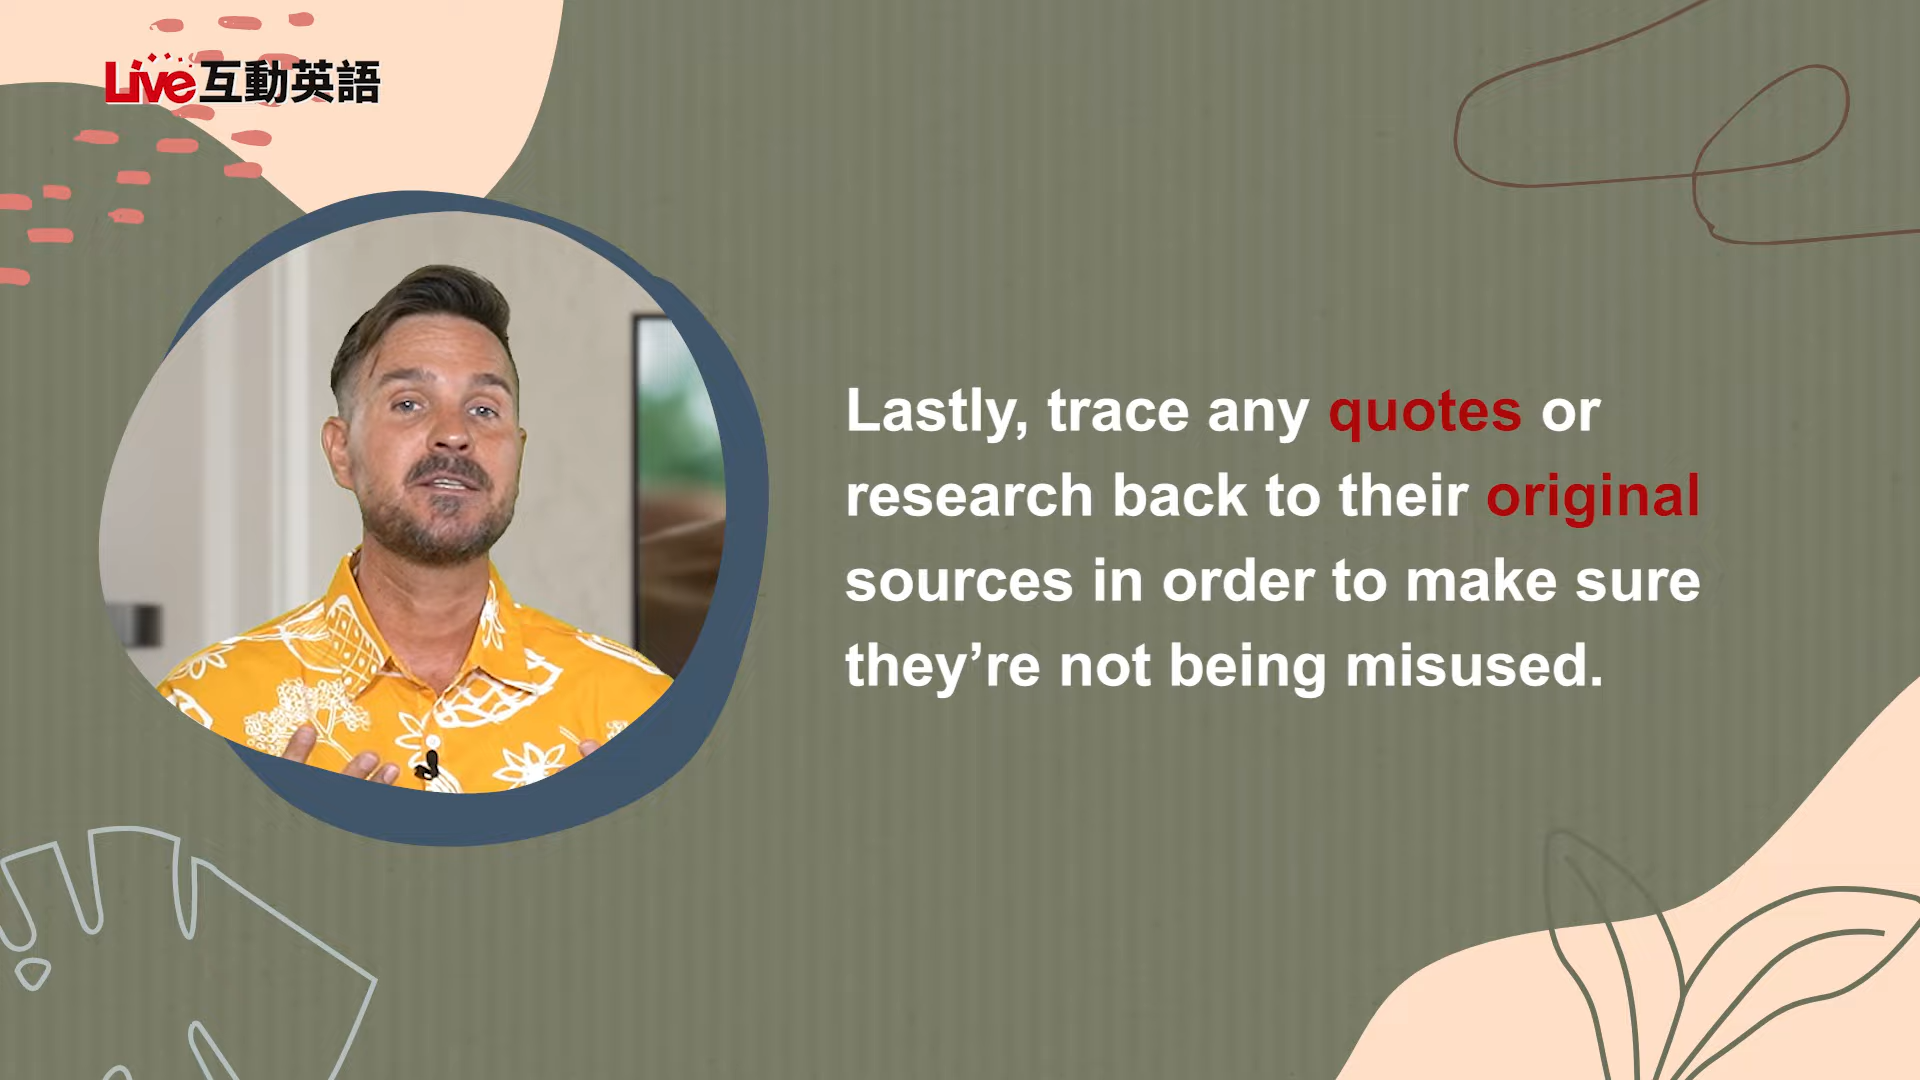 Live互動英語
Lastly, trace any quotes or
research back to their original
sources in order to make sure
they’re not being misused.